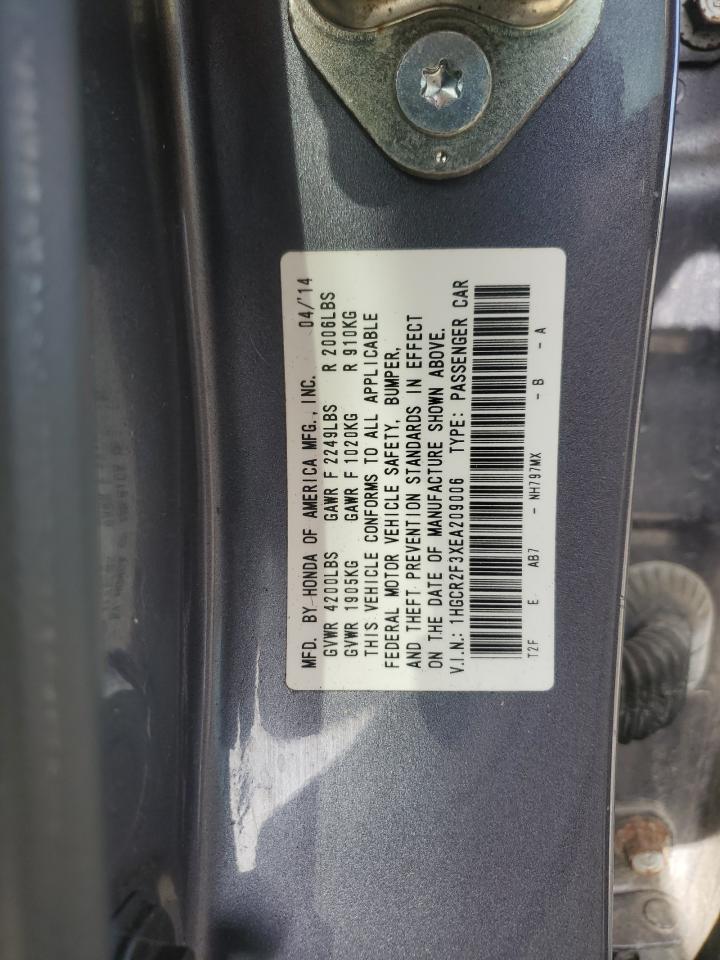 MFD. BY HONDA OF AMERICA MFG., INC. 04/'14
GVWR 4200LBS GAWR F 2249LBS R 2006LBS
GVWR 1905KG GAWR F 1020KG R 910KG
THIS VEHICLE CONFORMS TO ALL APPLICABLE
FEDERAL MOTOR VEHICLE SAFETY, BUMPER,
AND THEFT PREVENTION STANDARDS IN EFFECT
ON THE DATE OF MANUFACTURE SHOWN ABOVE.
V.I.N.: 1HGCR2F3XEA209006 TYPE: PASSENGER CAR
T2F E AB7 - NH797MX - B - A